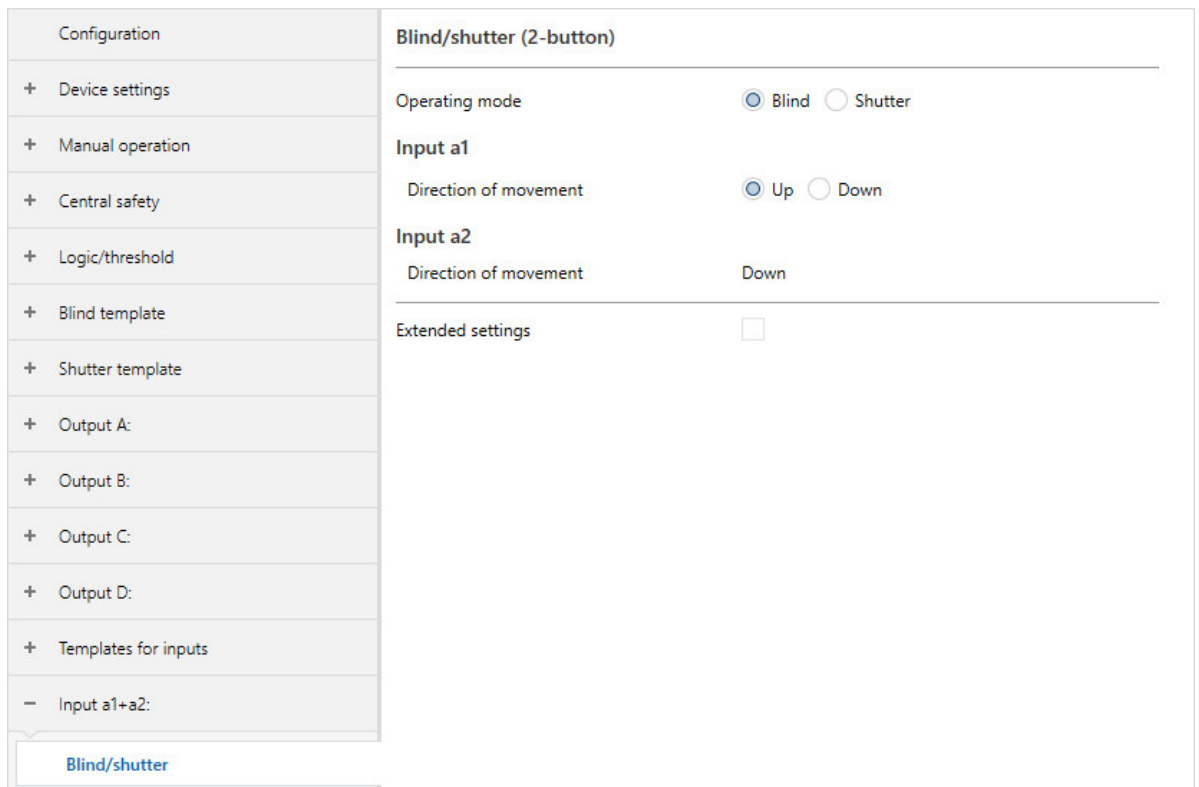 Configuration
+ Device settings
+ Manual operation
+ Central safety
+ Logic/threshold
+ Blind template
+ Shutter template
+ Output A:
+ Output B:
+ Output C:
+ Output D:
+ Templates for inputs
− Input a1+a2:
Blind/shutter
Blind/shutter (2-button)
Operating mode Blind Shutter
Input a1
Direction of movement Up Down
Input a2
Direction of movement Down
Extended settings